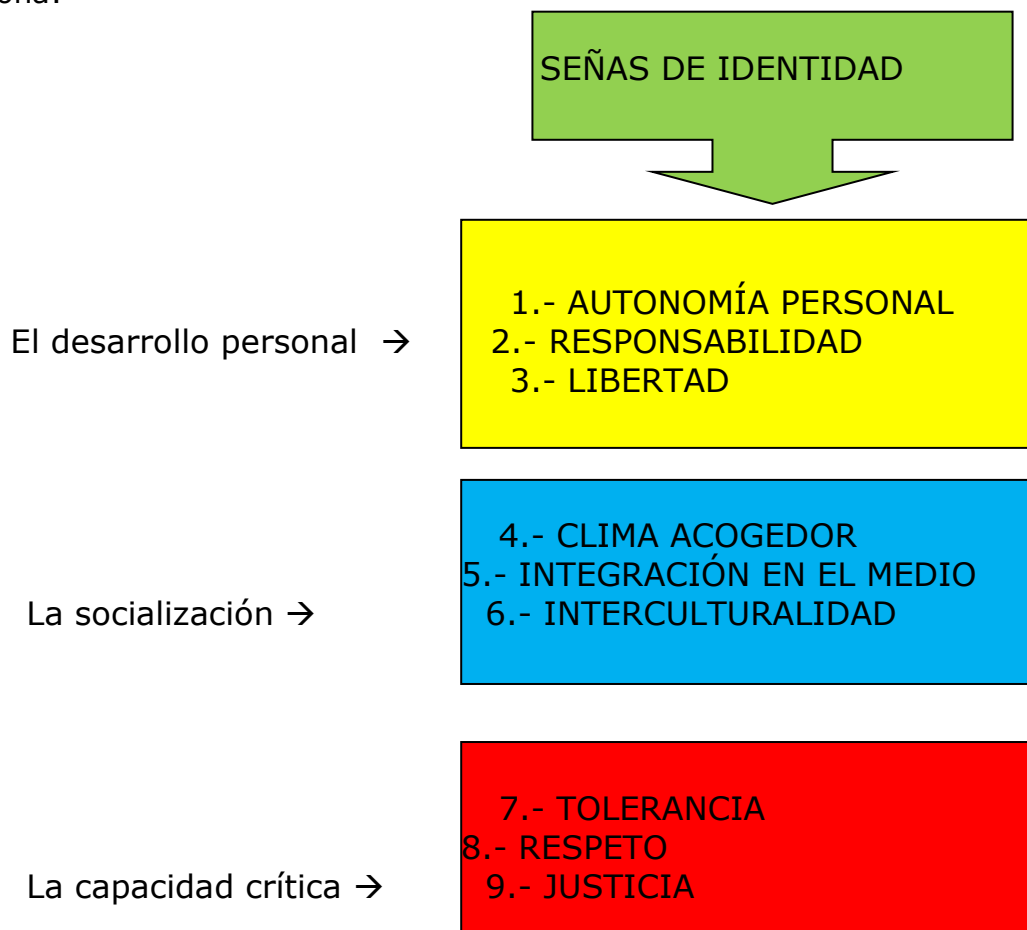 SEÑAS DE IDENTIDAD
1.- AUTONOMÍA PERSONAL
El desarrollo personal → 2.- RESPONSABILIDAD
3.- LIBERTAD
4.- CLIMA ACOGEDOR
5.- INTEGRACIÓN EN EL MEDIO
La socialización → 6.- INTERCULTURALIDAD
7.- TOLERANCIA
8.- RESPETO
La capacidad crítica → 9.- JUSTICIA